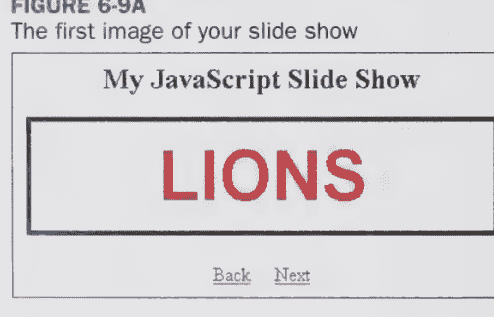 FIGURE 6-9A
The first image of your slide show
My JavaScript Slide Show
LIONS
Back Next